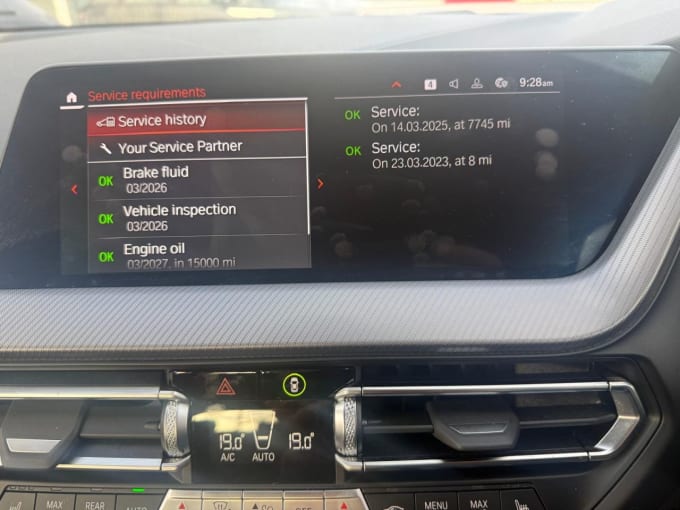 Service requirements
4
9:28am
Service history
Your Service Partner
OK Brake fluid
03/2026
OK Vehicle inspection
03/2026
OK Engine oil
03/2027, in 15000 mi
OK Service:
On 14.03.2025, at 7745 mi
OK Service:
On 23.03.2023, at 8 mi
19.0° 19.0°
A/C AUTO
MAX REAR AUTO MENU MAX